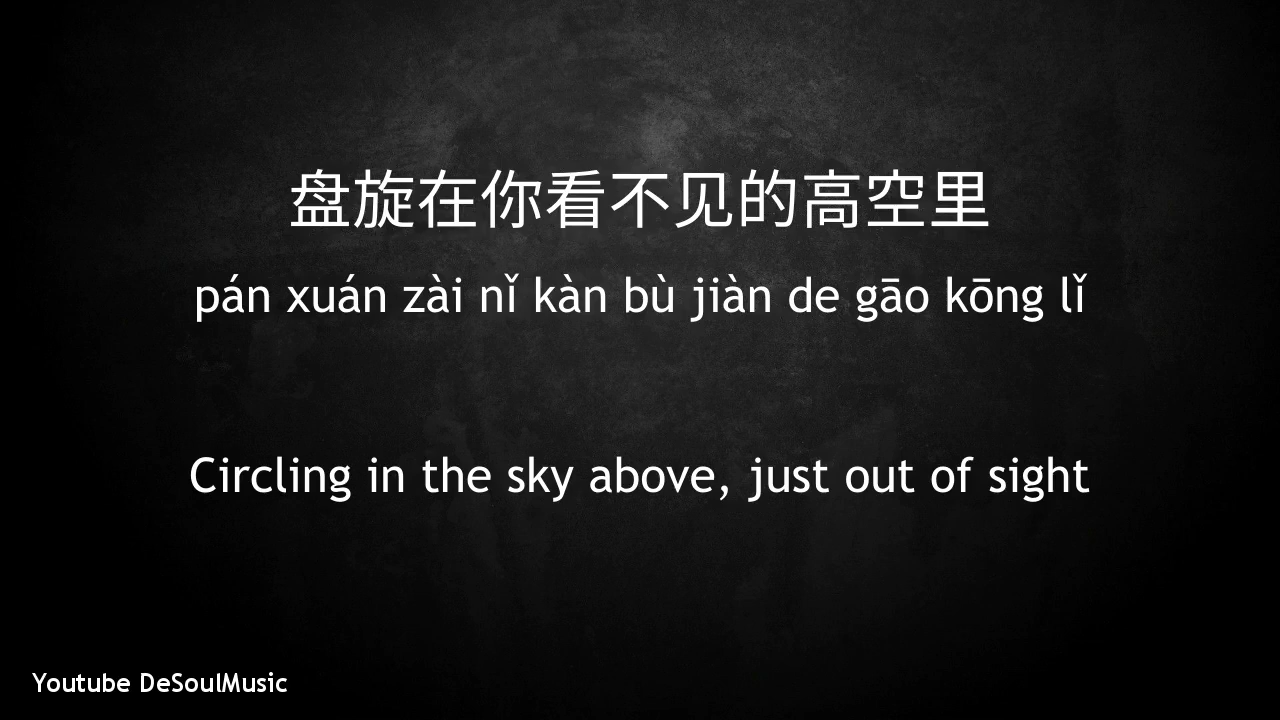 盘旋在你看不见的高空里
pán xuán zài nǐ kàn bù jiàn de gāo kōng lǐ
Circling in the sky above, just out of sight
Youtube DeSoulMusic